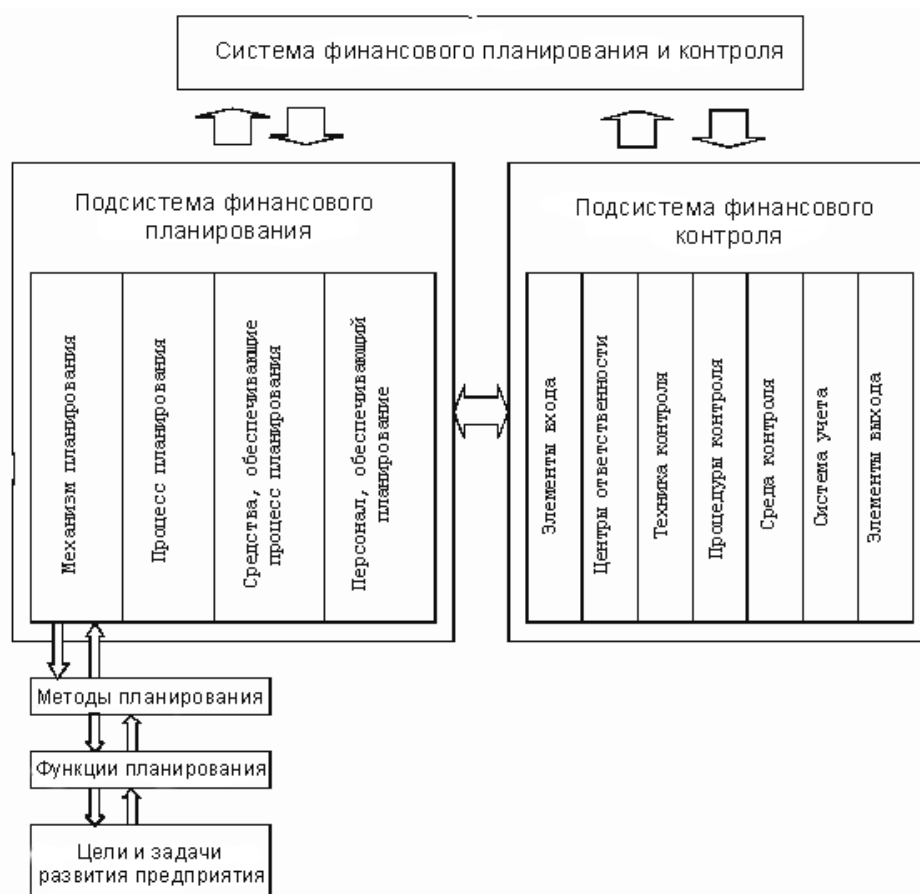 Система финансового планирования и контроля
Подсистема финансового
планирования
Механизм планирования
Процесс планирования
Средства, обеспечивающие
процесс планирования
Персонал, обеспечивающий
планирование
Подсистема финансового
контроля
Элементы входа
Центры ответственности
Техника контроля
Процедуры контроля
Среда контроля
Система учета
Элементы выхода
Методы планирования
Функции планирования
Цели и задачи
развития предприятия